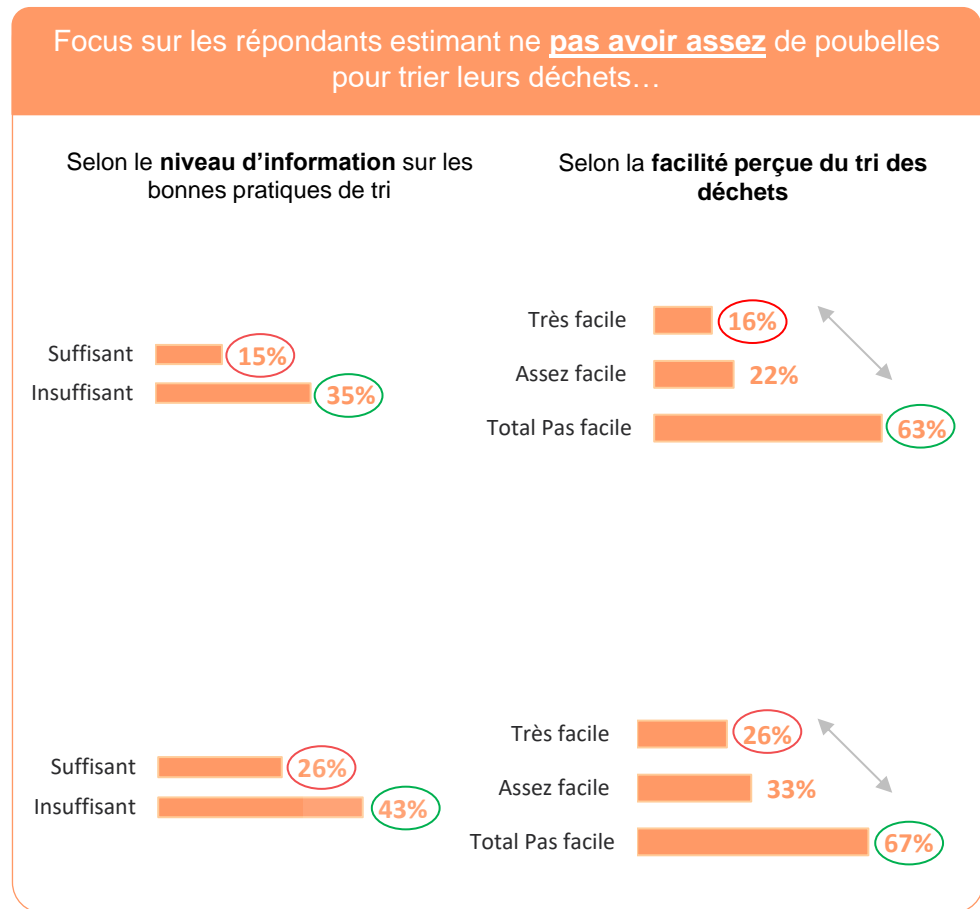 Focus sur les répondants estimant ne pas avoir assez de poubelles
pour trier leurs déchets…
Selon le niveau d’information sur les
bonnes pratiques de tri
Suffisant 15%
Insuffisant 35%
Selon la facilité perçue du tri des
déchets
Très facile 16%
Assez facile 22%
Total Pas facile 63%
Suffisant 26%
Insuffisant 43%
Très facile 26%
Assez facile 33%
Total Pas facile 67%